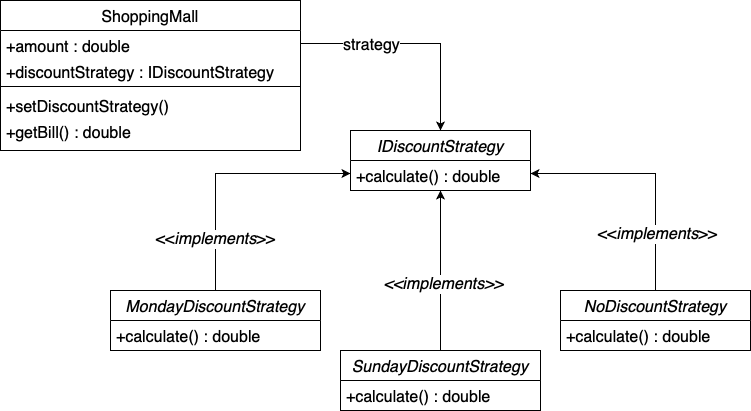 ShoppingMall
+amount : double
+discountStrategy : IDiscountStrategy
+setDiscountStrategy()
+getBill() : double
strategy
IDiscountStrategy
+calculate() : double
<<implements>>
<<implements>>
<<implements>>
MondayDiscountStrategy
+calculate() : double
SundayDiscountStrategy
+calculate() : double
NoDiscountStrategy
+calculate() : double